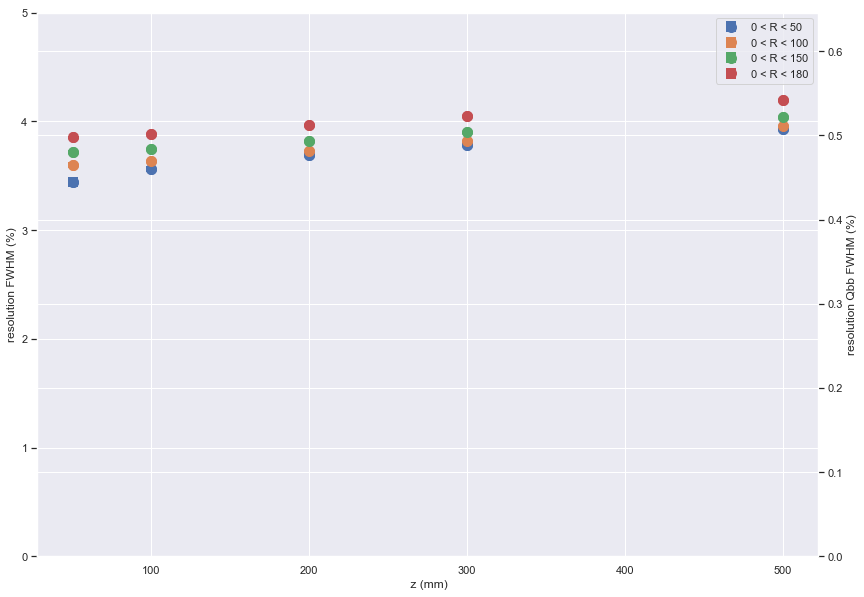 0 < R < 50
0 < R < 100
0 < R < 150
0 < R < 180
5
4
3
2
1
0
resolution FWHM (%)
0.6
0.5
0.4
0.3
0.2
0.1
0.0
resolution Qbb FWHM (%)
100
200
300
400
500
z (mm)